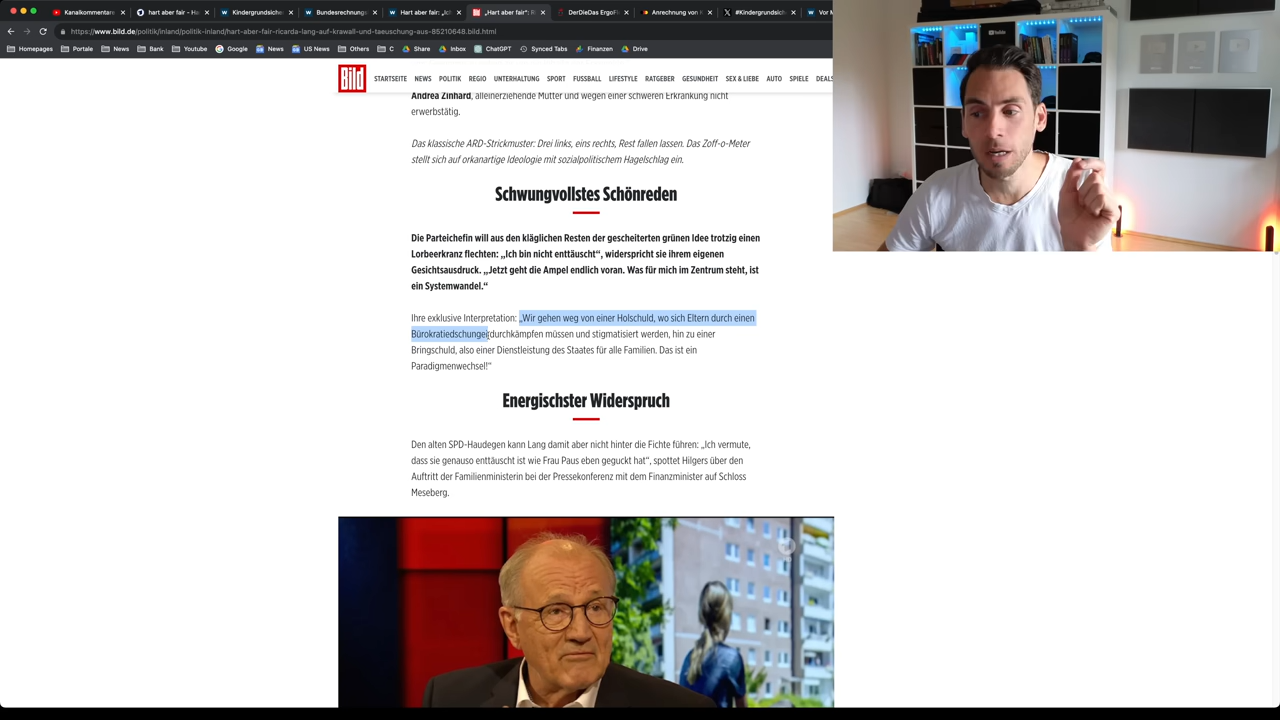 Kanalkommentare
hart aber fair - Ha
Kindergrundsiche
Bundesrechnungs
Hart aber fair „Ic
„Hart aber fair“: R
DerDieDas ErgoFl
Anrechnung von K
#Kindergrundsich
Vor M
https://www.bild.de/politik/inland/politik-inland/hart-aber-fair-ricarda-lang-auf-krawall-und-taeuschung-aus-85210648.bild.html
Homepages
Portale
News
Bank
Youtube
Google
News
US News
Others
C
Share
Inbox
ChatGPT
Synced Tabs
Finanzen
Drive
Bild
STARTSEITE NEWS POLITIK REGIO UNTERHALTUNG SPORT FUSSBALL LIFESTYLE RATGEBER GESUNDHEIT SEX & LIEBE AUTO SPIELE DEALS
Andrea Zinhard, alleinerziehende Mutter und wegen einer schweren Erkrankung nicht
erwerbstätig.
Das klassische ARD-Strickmuster: Drei links, eins rechts, Rest fallen lassen. Das Zoff-o-Meter
stellt sich auf orkanartige Ideologie mit sozialpolitischem Hagelschlag ein.
Schwungvollstes Schönreden
Die Parteichefin will aus den kläglichen Resten der gescheiterten grünen Idee trotzig einen
Lorbeerkranz flechten: „Ich bin nicht enttäuscht“, widerspricht sie ihrem eigenen
Gesichtsausdruck. „Jetzt geht die Ampel endlich voran. Was für mich im Zentrum steht, ist
ein Systemwandel.“
Ihre exklusive Interpretation: „Wir gehen weg von einer Holschuld, wo sich Eltern durch einen
Bürokratiedschungel durchkämpfen müssen und stigmatisiert werden, hin zu einer
Bringschuld, also einer Dienstleistung des Staates für alle Familien. Das ist ein
Paradigmenwechsel!“
Energischster Widerspruch
Den alten SPD-Haudegen kann Lang damit aber nicht hinter die Fichte führen: „Ich vermute,
dass sie genauso enttäuscht ist wie Frau Paus eben geguckt hat“, spottet Hilgers über den
Auftritt der Familienministerin bei der Pressekonferenz mit dem Finanzminister auf Schloss
Meseberg.